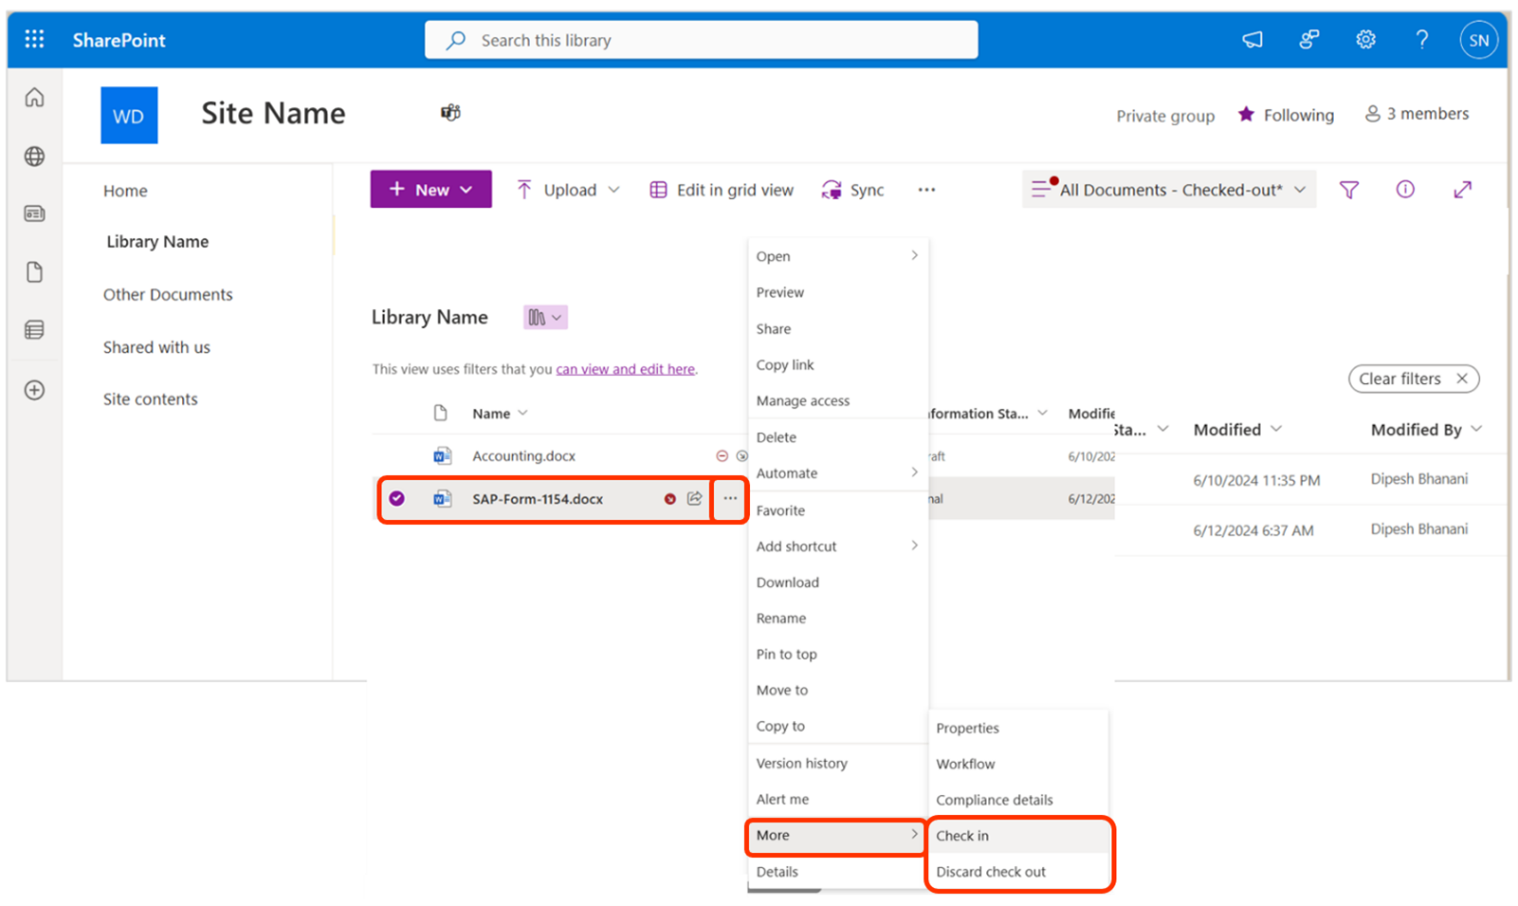 SharePoint
Search this library
SN
WD
Site Name
Private group
Following
3 members
Home
Library Name
Other Documents
Shared with us
Site contents
+ New
Upload
Edit in grid view
Sync
...
All Documents - Checked-out*
Library Name
This view uses filters that you can view and edit here.
Clear filters
Name
nformation Sta...
Modifie
Sta...
Modified
Modified By
Accounting.docx
raft
6/10/202
6/10/2024 11:35 PM
Dipesh Bhanani
SAP-Form-1154.docx
...
nal
6/12/202
6/12/2024 6:37 AM
Dipesh Bhanani
Open
Preview
Share
Copy link
Manage access
Delete
Automate
Favorite
Add shortcut
Download
Rename
Pin to top
Move to
Copy to
Version history
Alert me
More
Details
Properties
Workflow
Compliance details
Check in
Discard check out